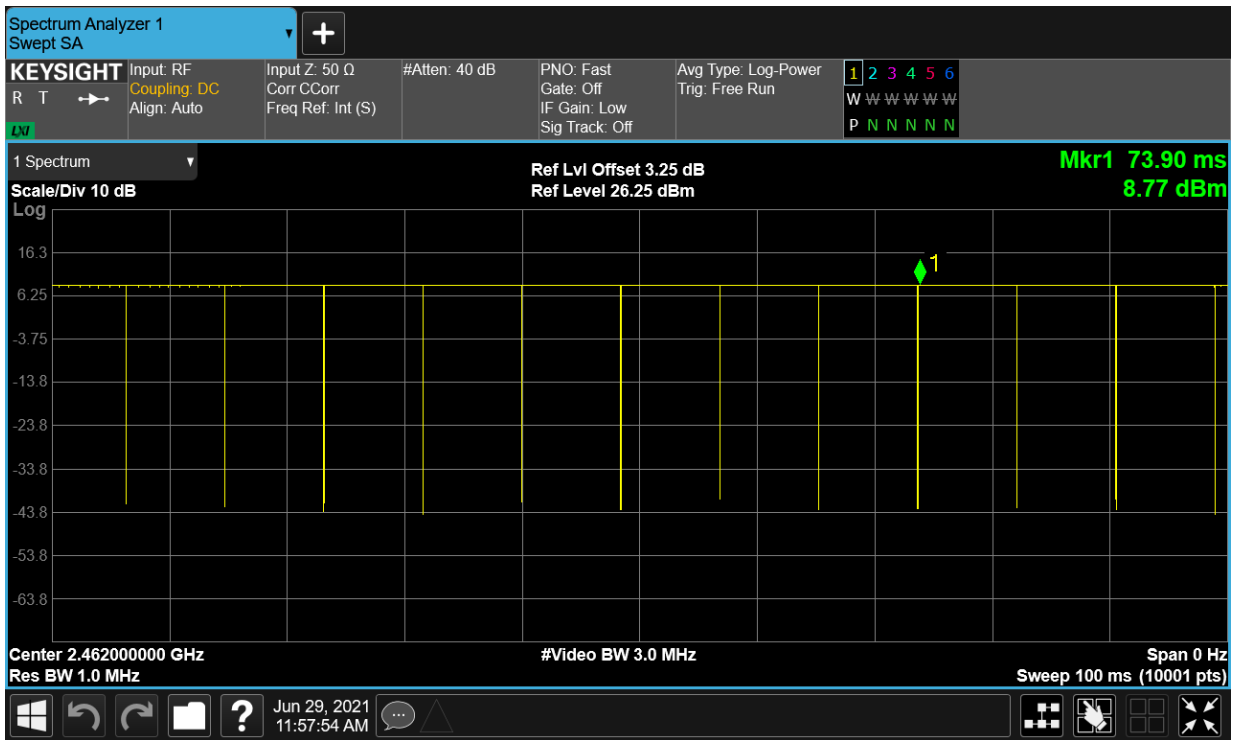 Spectrum Analyzer 1
Swept SA
KEYSIGHT
R T
LXI
Input: RF
Coupling: DC
Align: Auto
Input Z: 50 Ω
Corr CCorr
Freq Ref: Int (S)
#Atten: 40 dB
PNO: Fast
Gate: Off
IF Gain: Low
Sig Track: Off
Avg Type: Log-Power
Trig: Free Run
1 2 3 4 5 6
W W W W W W
P N N N N N
1 Spectrum
Scale/Div 10 dB
Log
Ref Lvl Offset 3.25 dB
Ref Level 26.25 dBm
Mkr1 73.90 ms
8.77 dBm
1
16.3
6.25
-3.75
-13.8
-23.8
-33.8
-43.8
-53.8
-63.8
Center 2.462000000 GHz
#Video BW 3.0 MHz
Span 0 Hz
Res BW 1.0 MHz
Sweep 100 ms (10001 pts)
?
Jun 29, 2021
11:57:54 AM